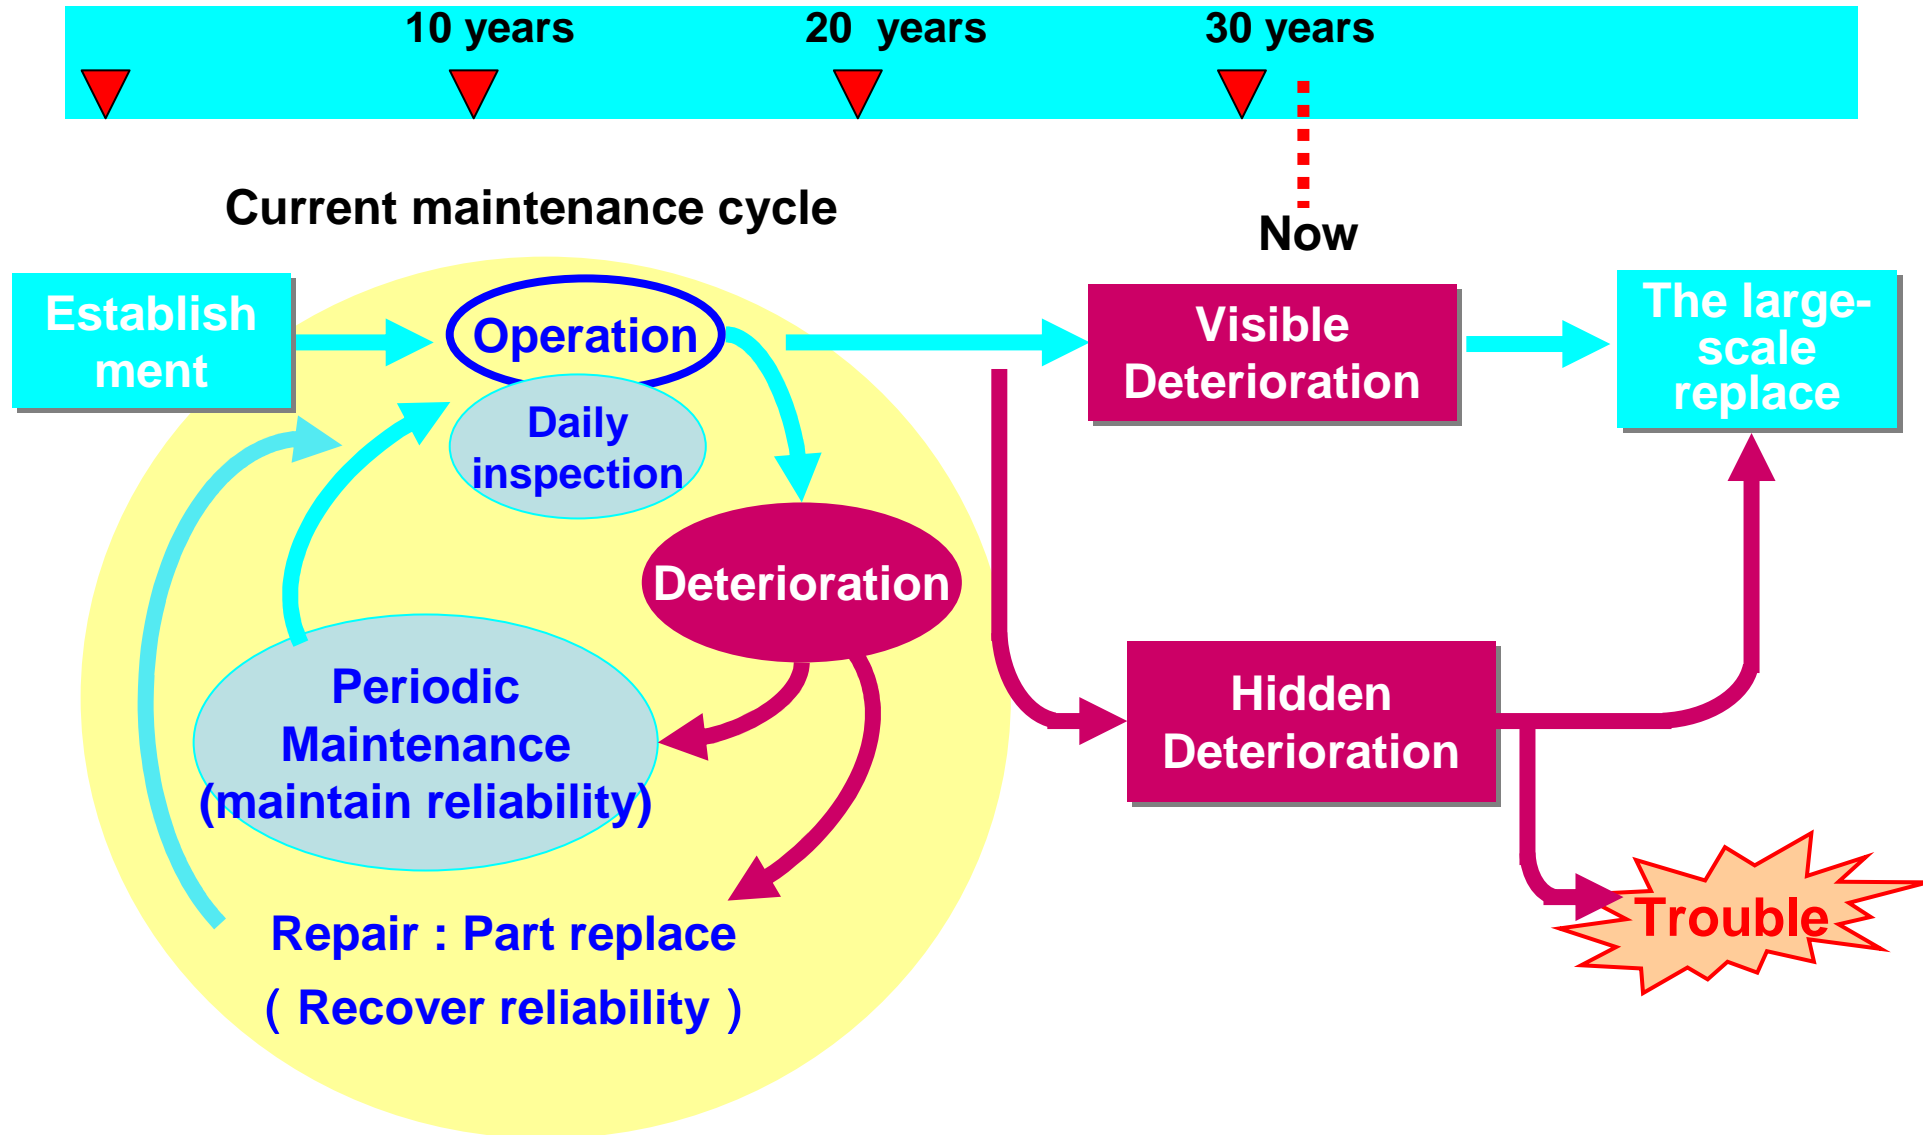 10 years
20 years
30 years
Current maintenance cycle
Now
Establish
ment
Operation
Daily
inspection
Deterioration
Periodic
Maintenance
(maintain reliability)
Repair : Part replace
( Recover reliability )
Visible
Deterioration
The large-
scale
replace
Hidden
Deterioration
Trouble